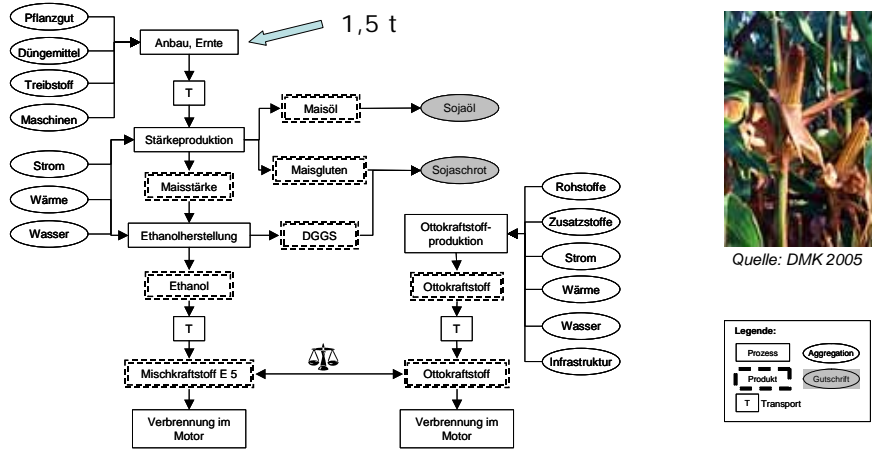 Pflanzgut
Düngemittel
Treibstoff
Maschinen
Anbau, Ernte
1,5 t
T
Strom
Wärme
Wasser
Stärkeproduktion
Maisöl
Sojaöl
Maisgluten
Sojaschrot
Maisstärke
Ethanolherstellung
DGGS
Ethanol
T
Mischkraftstoff E 5
Verbrennung im
Motor
Ottokraftstoff-
produktion
Ottokraftstoff
T
Ottokraftstoff
Verbrennung im
Motor
Rohstoffe
Zusatzstoffe
Strom
Wärme
Wasser
Infrastruktur
Quelle: DMK 2005
Legende:
Prozess
Aggregation
Produkt
Gutschrift
T
Transport